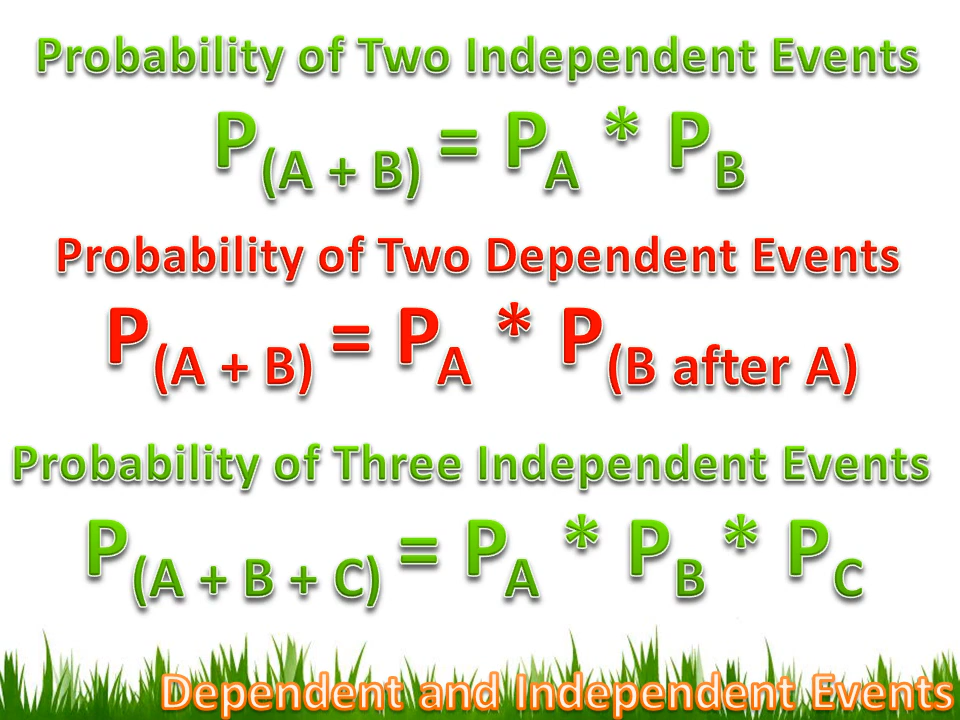 Probability of Two Independent Events
P(A + B) = PA * PB
Probability of Two Dependent Events
P(A + B) = PA * P(B after A)
Probability of Three Independent Events
P(A + B + C) = PA * PB * PC
Dependent and Independent Events